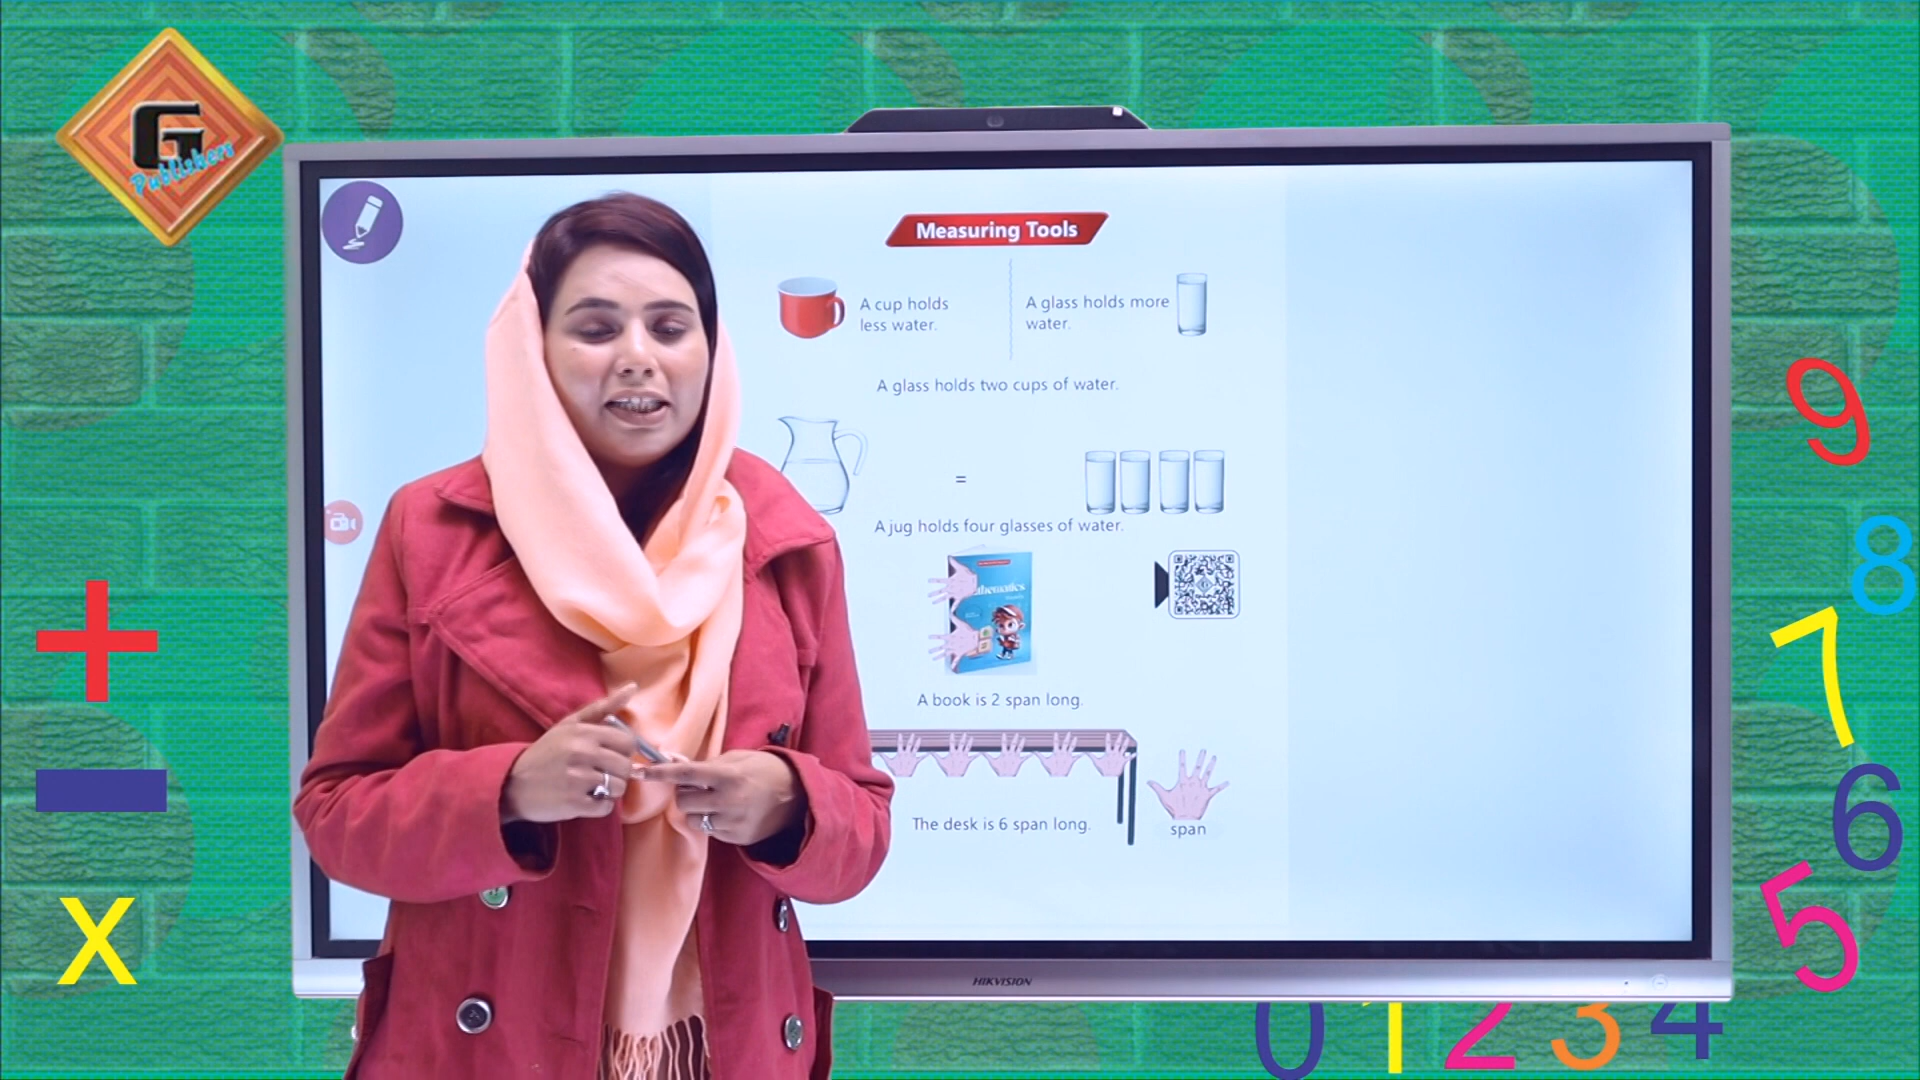 G
Publishers
Measuring Tools
A cup holds
less water.
A glass holds more
water.
A glass holds two cups of water.
=
A jug holds four glasses of water.
A book is 2 span long.
The desk is 6 span long.
span
HIKVISION
+
−
x
9
8
7
6
5
0 1 2 3 4